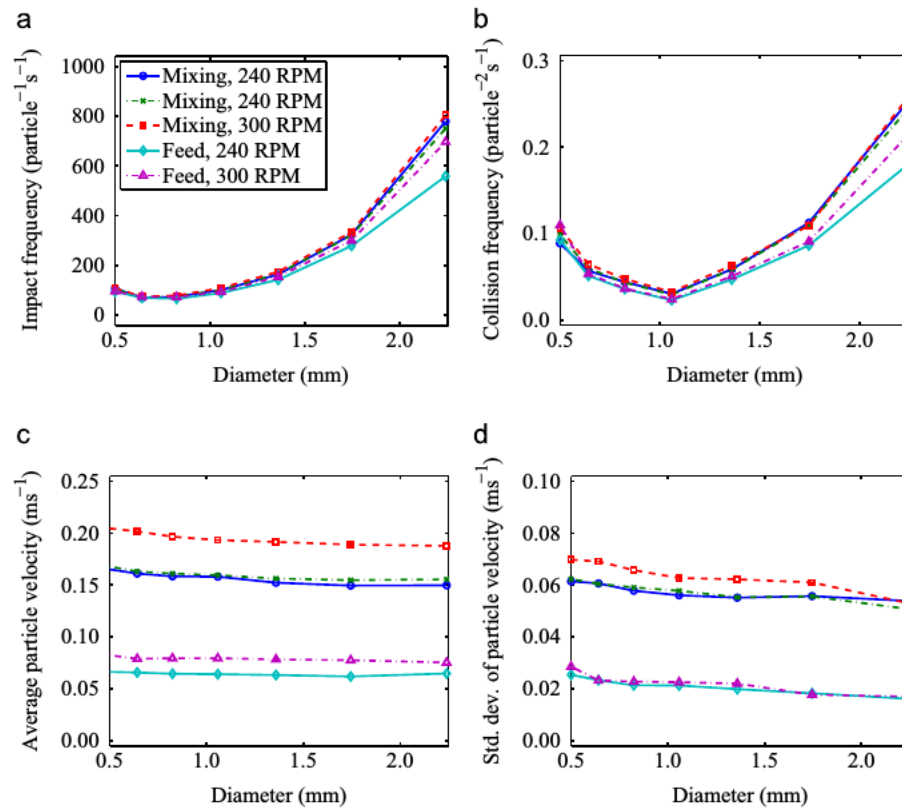 a
Impact frequency (particle⁻¹s⁻¹)
1000
800
600
400
200
0
Mixing, 240 RPM
Mixing, 240 RPM
Mixing, 300 RPM
Feed, 240 RPM
Feed, 300 RPM
0.5 1.0 1.5 2.0
Diameter (mm)
b
Collision frequency (particle⁻²s⁻¹)
0.3
0.2
0.1
0.0
0.5 1.0 1.5 2.0
Diameter (mm)
c
Average particle velocity (ms⁻¹)
0.25
0.20
0.15
0.10
0.05
0.00
0.5 1.0 1.5 2.0
Diameter (mm)
d
Std. dev. of particle velocity (ms⁻¹)
0.10
0.08
0.06
0.04
0.02
0.00
0.5 1.0 1.5 2.0
Diameter (mm)